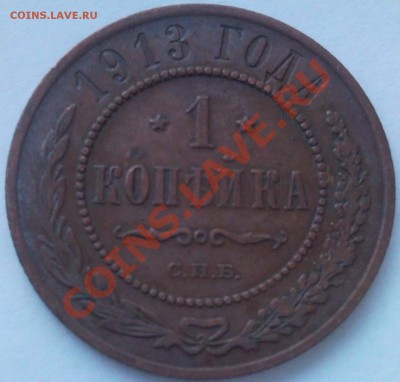 COINS.LAVE.RU
1913 ГОДА
* 1 *
КОПѢЙКА
С.П.Б.
COINS.LAVE.RU